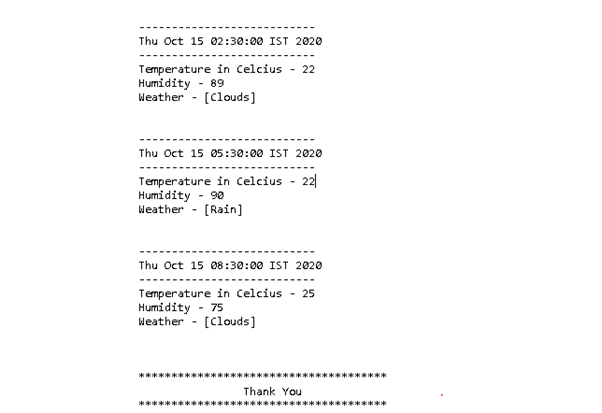 ---------------------------
Thu Oct 15 02:30:00 IST 2020
---------------------------
Temperature in Celcius - 22
Humidity - 89
Weather - [Clouds]
---------------------------
Thu Oct 15 05:30:00 IST 2020
---------------------------
Temperature in Celcius - 22
Humidity - 90
Weather - [Rain]
---------------------------
Thu Oct 15 08:30:00 IST 2020
---------------------------
Temperature in Celcius - 25
Humidity - 75
Weather - [Clouds]
**************************************
Thank You
**************************************